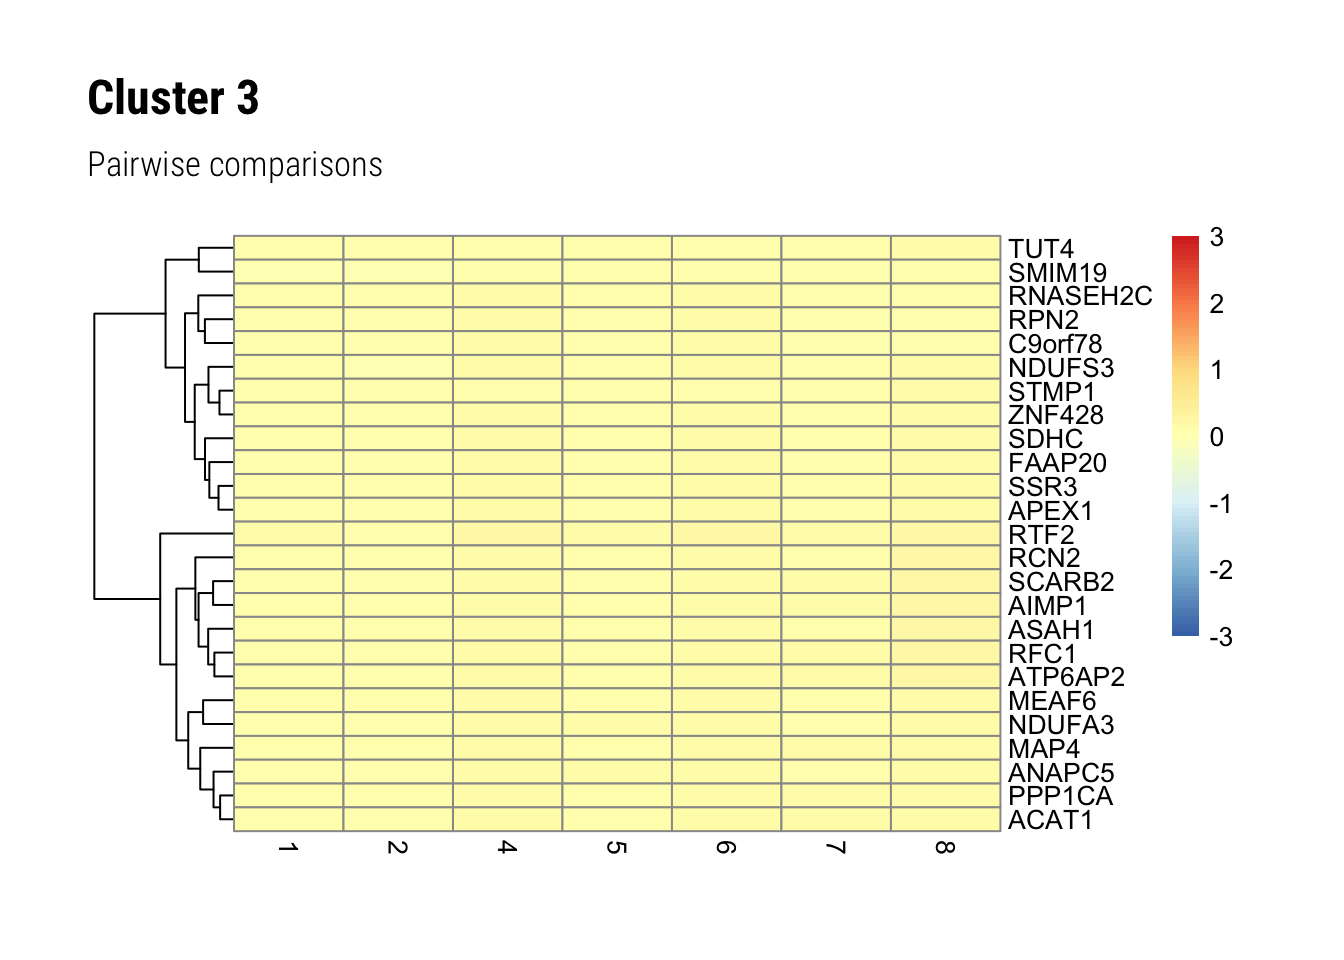 Cluster 3
Pairwise comparisons
TUT4
SMIM19
RNASEH2C
RPN2
C9orf78
NDUFS3
STMP1
ZNF428
SDHC
FAAP20
SSR3
APEX1
RTF2
RCN2
SCARB2
AIMP1
ASAH1
RFC1
ATP6AP2
MEAF6
NDUFA3
MAP4
ANAPC5
PPP1CA
ACAT1
1 2 4 5 6 7 8
3
2
1
0
-1
-2
-3